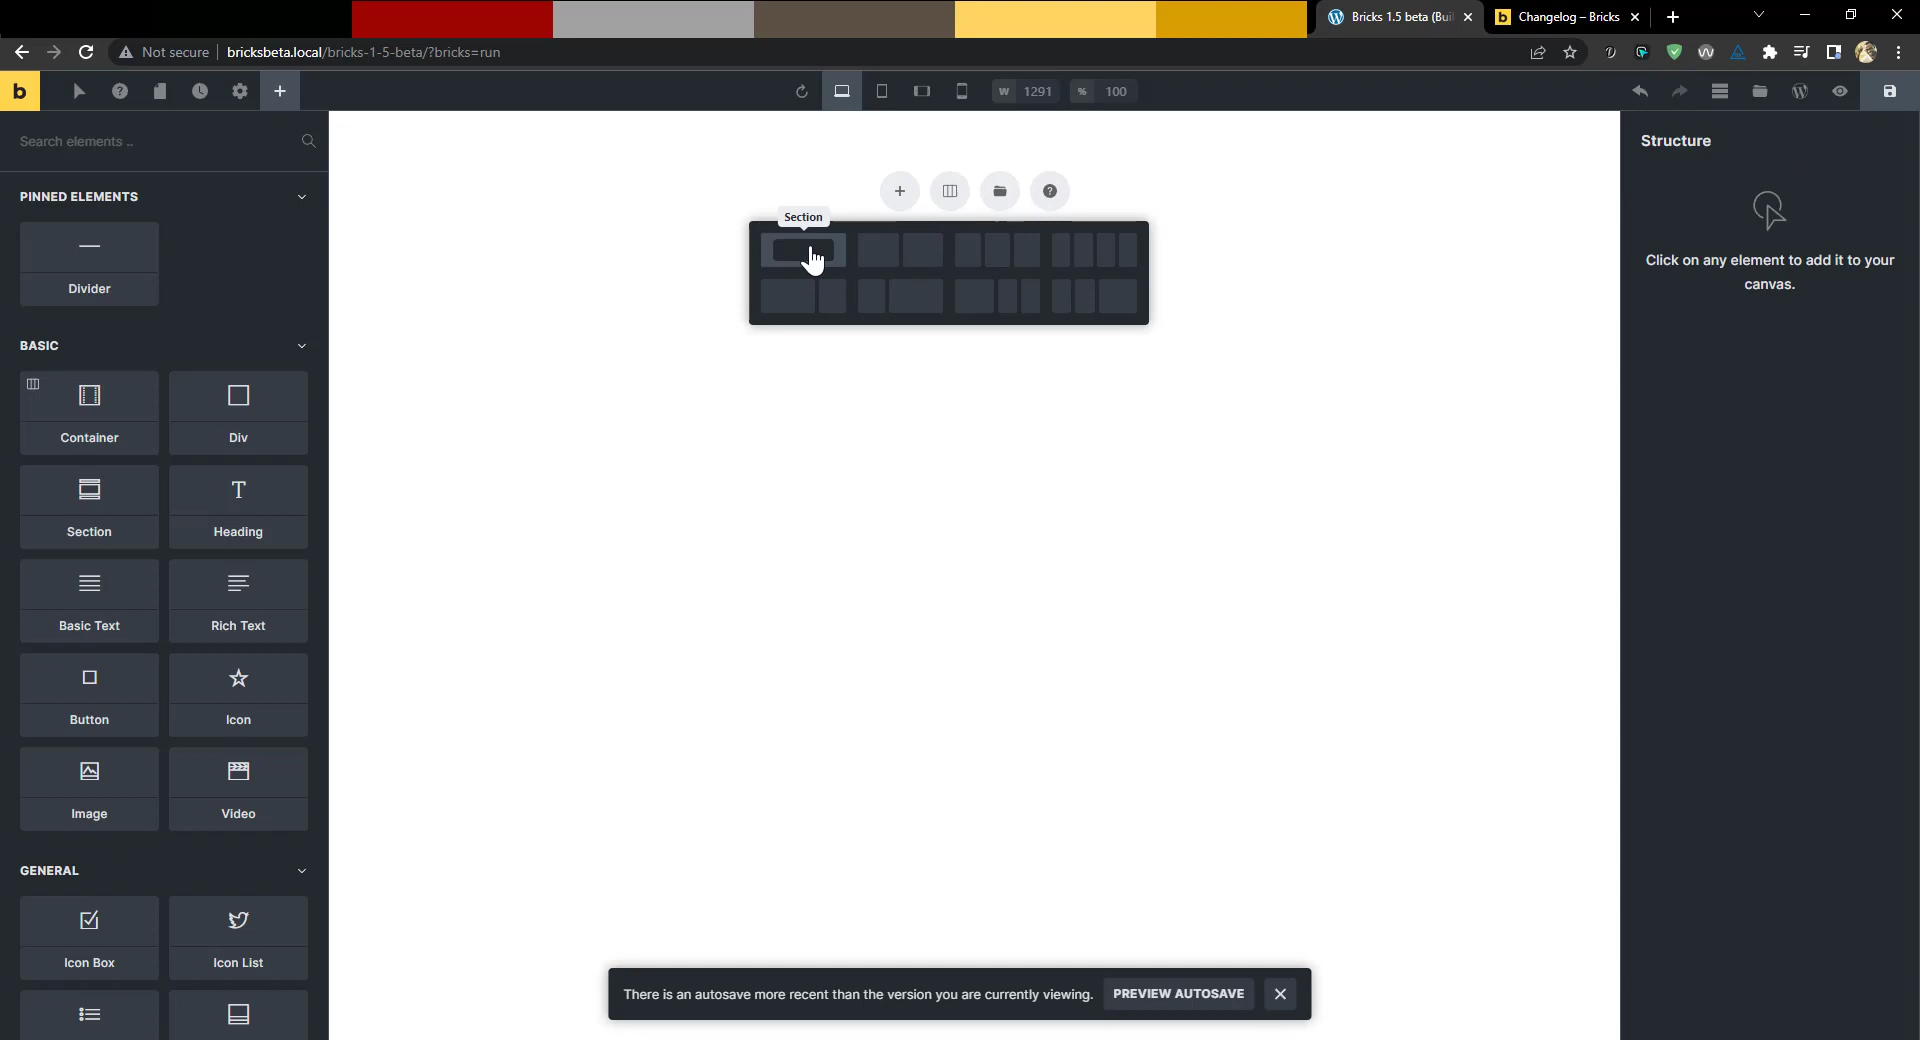 Bricks 1.5 beta (Bui
Changelog – Bricks
Not secure
bricksbeta.local/bricks-1-5-beta/?bricks=run
b
W 1291
% 100
Search elements ..
PINNED ELEMENTS
Divider
BASIC
Container
Div
Section
Heading
Basic Text
Rich Text
Button
Icon
Image
Video
GENERAL
Icon Box
Icon List
Section
Structure
Click on any element to add it to your
canvas.
There is an autosave more recent than the version you are currently viewing.
PREVIEW AUTOSAVE